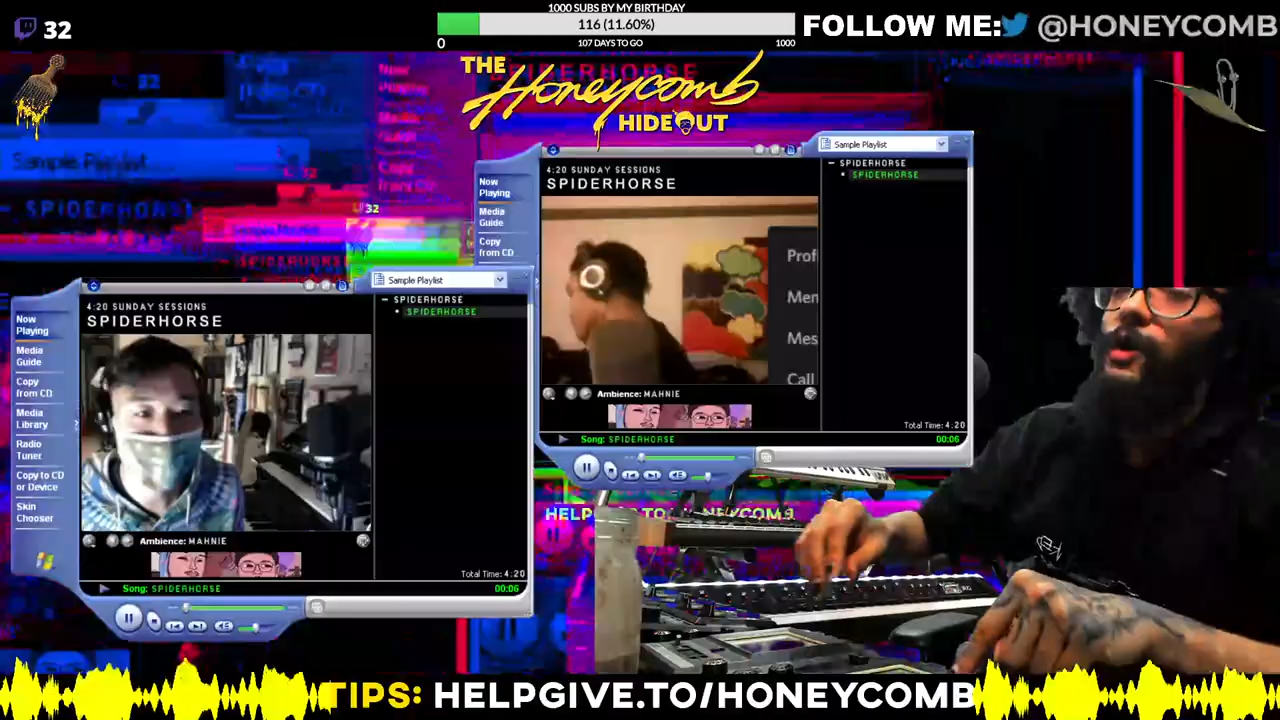 32
1000 SUBS BY MY BIRTHDAY
116 (11.60%)
0
107 DAYS TO GO
1000
FOLLOW ME: @HONEYCOMB
THE
Honeycomb
HIDEOUT
Sample Playlist
4:20 SUNDAY SESSIONS
SPIDERHORSE
SPIDERHORSE
SPIDERHORSE
Now
Playing
Media
Guide
Copy
from CD
Prof
Men
Mes
Call
Ambience: MAHNIE
Total Time: 4:20
Song: SPIDERHORSE
00:06
32
Sample Playlist
4:20 SUNDAY SESSIONS
SPIDERHORSE
SPIDERHORSE
SPIDERHORSE
Now
Playing
Media
Guide
Copy
from CD
Media
Library
Radio
Tuner
Copy to CD
or Device
Skin
Chooser
Ambience: MAHNIE
Total Time: 4:20
Song: SPIDERHORSE
00:06
TIPS: HELPGIVE.TO/HONEYCOMB